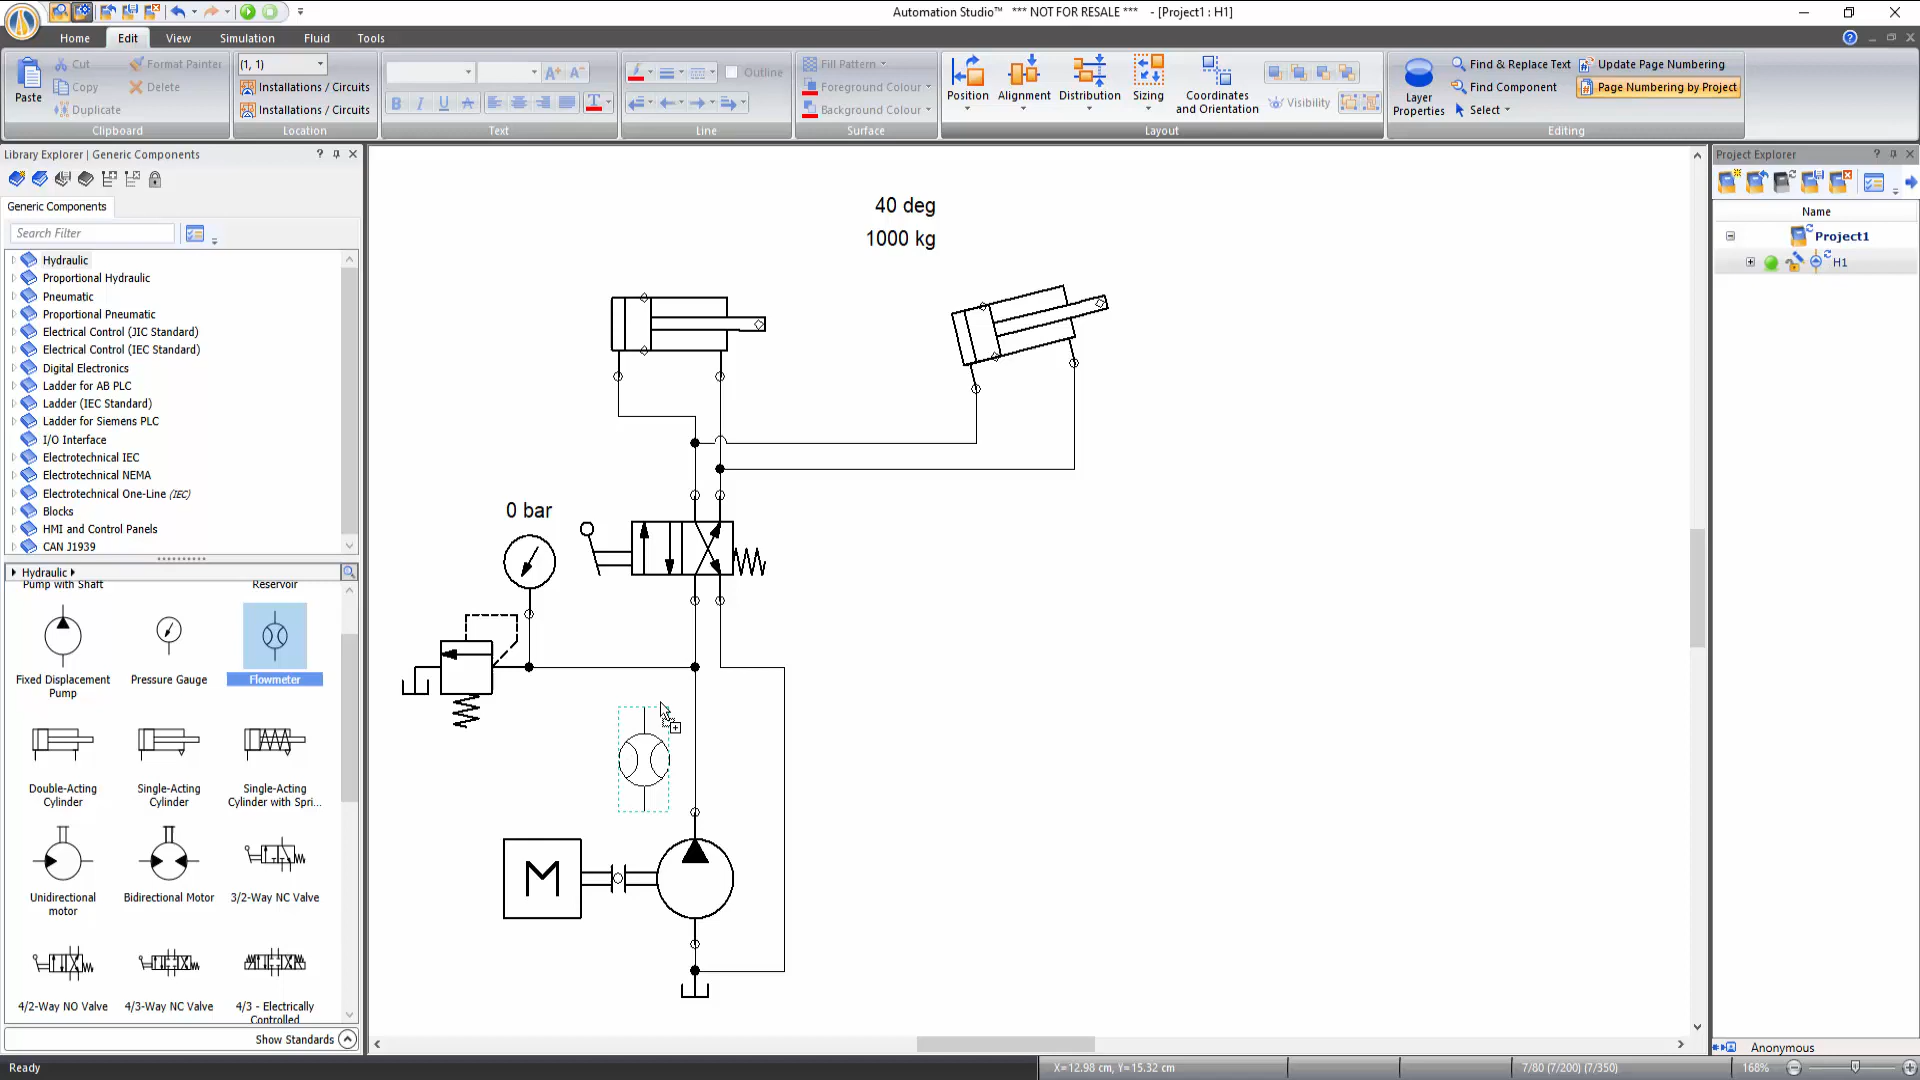 Automation Studio™ *** NOT FOR RESALE *** - [Project1 : H1]
Home Edit View Simulation Fluid Tools
Paste
Cut
Copy
Duplicate
Format Painter
Delete
Clipboard
(1, 1)
Installations / Circuits
Installations / Circuits
Location
B I U A
Text
Outline
Line
Fill Pattern
Foreground Colour
Background Colour
Surface
Position
Alignment
Distribution
Sizing
Coordinates
and Orientation
Visibility
Layout
Layer
Properties
Find & Replace Text
Find Component
Select
Update Page Numbering
Page Numbering by Project
Editing
Library Explorer | Generic Components
Generic Components
Search Filter
Hydraulic
Proportional Hydraulic
Pneumatic
Proportional Pneumatic
Electrical Control (JIC Standard)
Electrical Control (IEC Standard)
Digital Electronics
Ladder for AB PLC
Ladder (IEC Standard)
Ladder for Siemens PLC
I/O Interface
Electrotechnical IEC
Electrotechnical NEMA
Electrotechnical One-Line (IEC)
Blocks
HMI and Control Panels
CAN J1939
Hydraulic
Pump with Shaft
Reservoir
Fixed Displacement
Pump
Pressure Gauge
Flowmeter
Double-Acting
Cylinder
Single-Acting
Cylinder
Single-Acting
Cylinder with Spri...
Unidirectional
motor
Bidirectional Motor
3/2-Way NC Valve
4/2-Way NO Valve
4/3-Way NC Valve
4/3 - Electrically
Controlled
Show Standards
40 deg
1000 kg
0 bar
M
Project Explorer
Name
Project1
H1
Anonymous
Ready
X=12.98 cm, Y=15.32 cm
7/80 (7/200) (7/350)
168%